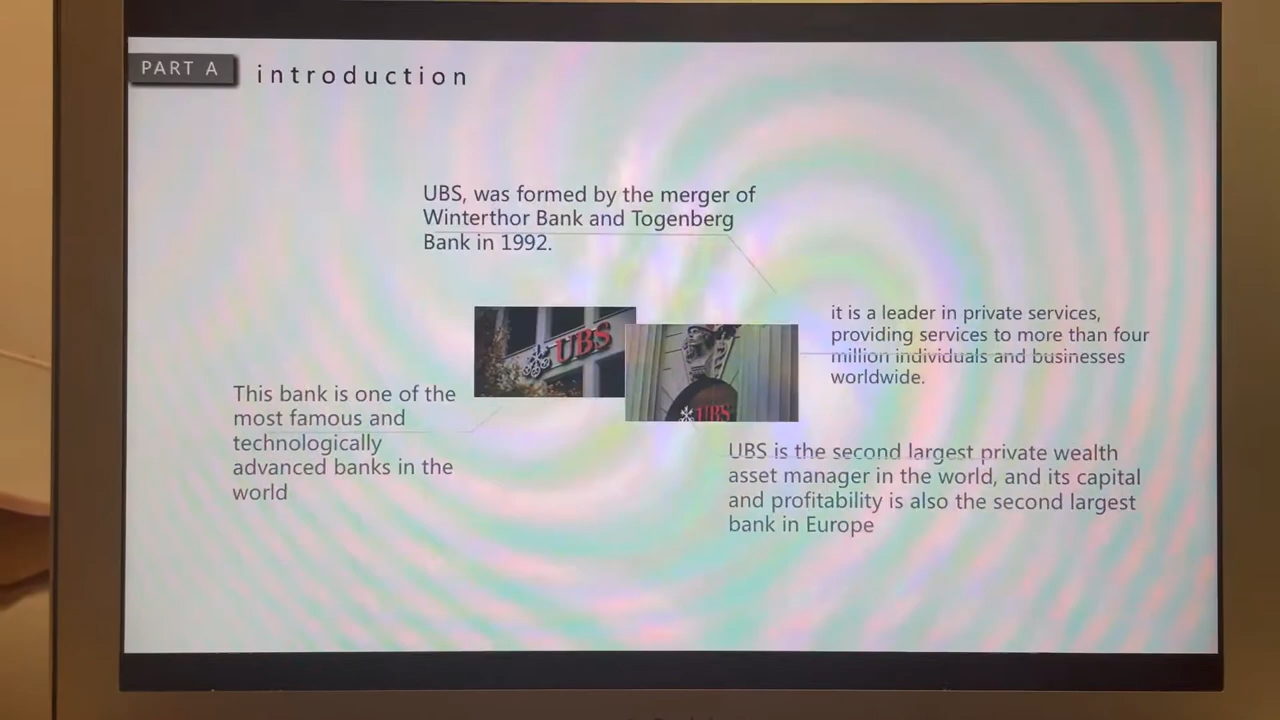 PART A
introduction
UBS, was formed by the merger of
Winterthor Bank and Togenberg
Bank in 1992.
UBS
UBS
it is a leader in private services,
providing services to more than four
million individuals and businesses
worldwide.
This bank is one of the
most famous and
technologically
advanced banks in the
world
UBS is the second largest private wealth
asset manager in the world, and its capital
and profitability is also the second largest
bank in Europe